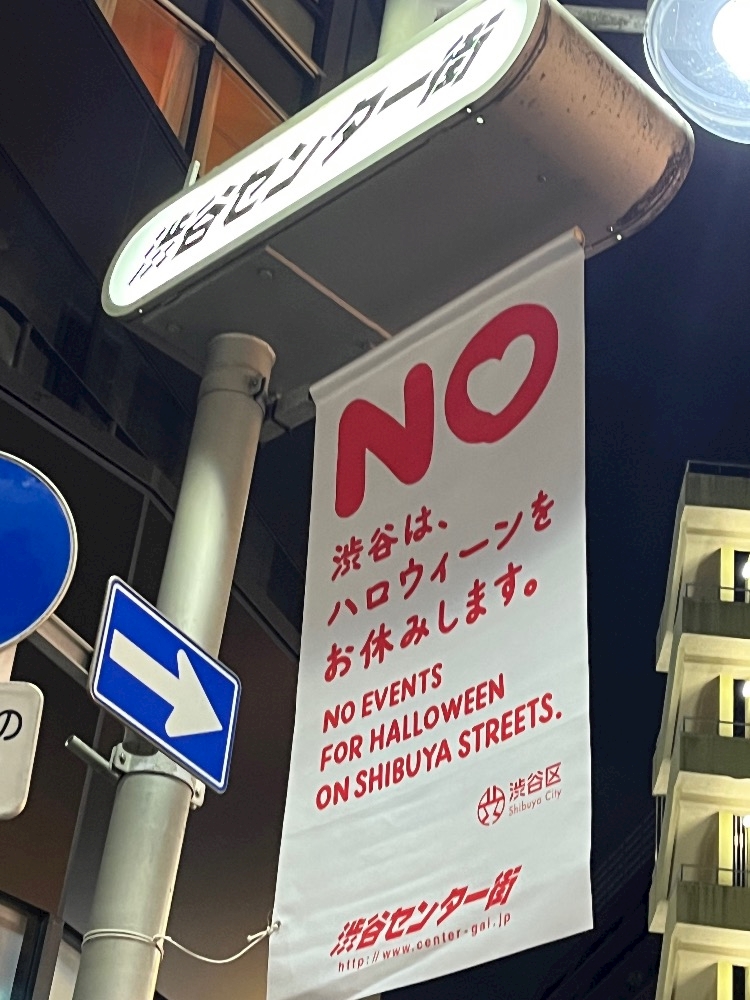 渋谷センター街
NO
渋谷は、
ハロウィーンを
お休みします。
NO EVENTS
FOR HALLOWEEN
ON SHIBUYA STREETS.
渋谷区
Shibuya City
渋谷センター街
http://www.center-gai.jp
の